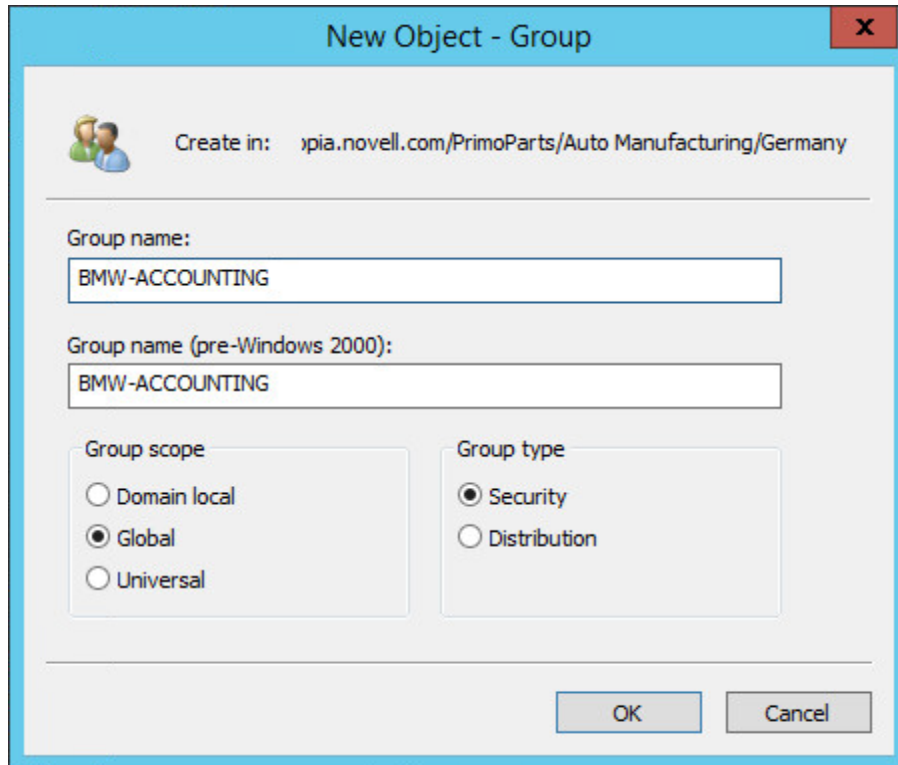 New Object - Group
x
Create in: opia.novell.com/PrimoParts/Auto Manufacturing/Germany
Group name:
BMW-ACCOUNTING
Group name (pre-Windows 2000):
BMW-ACCOUNTING
Group scope
Group type
Domain local
Security
Global
Distribution
Universal
OK
Cancel